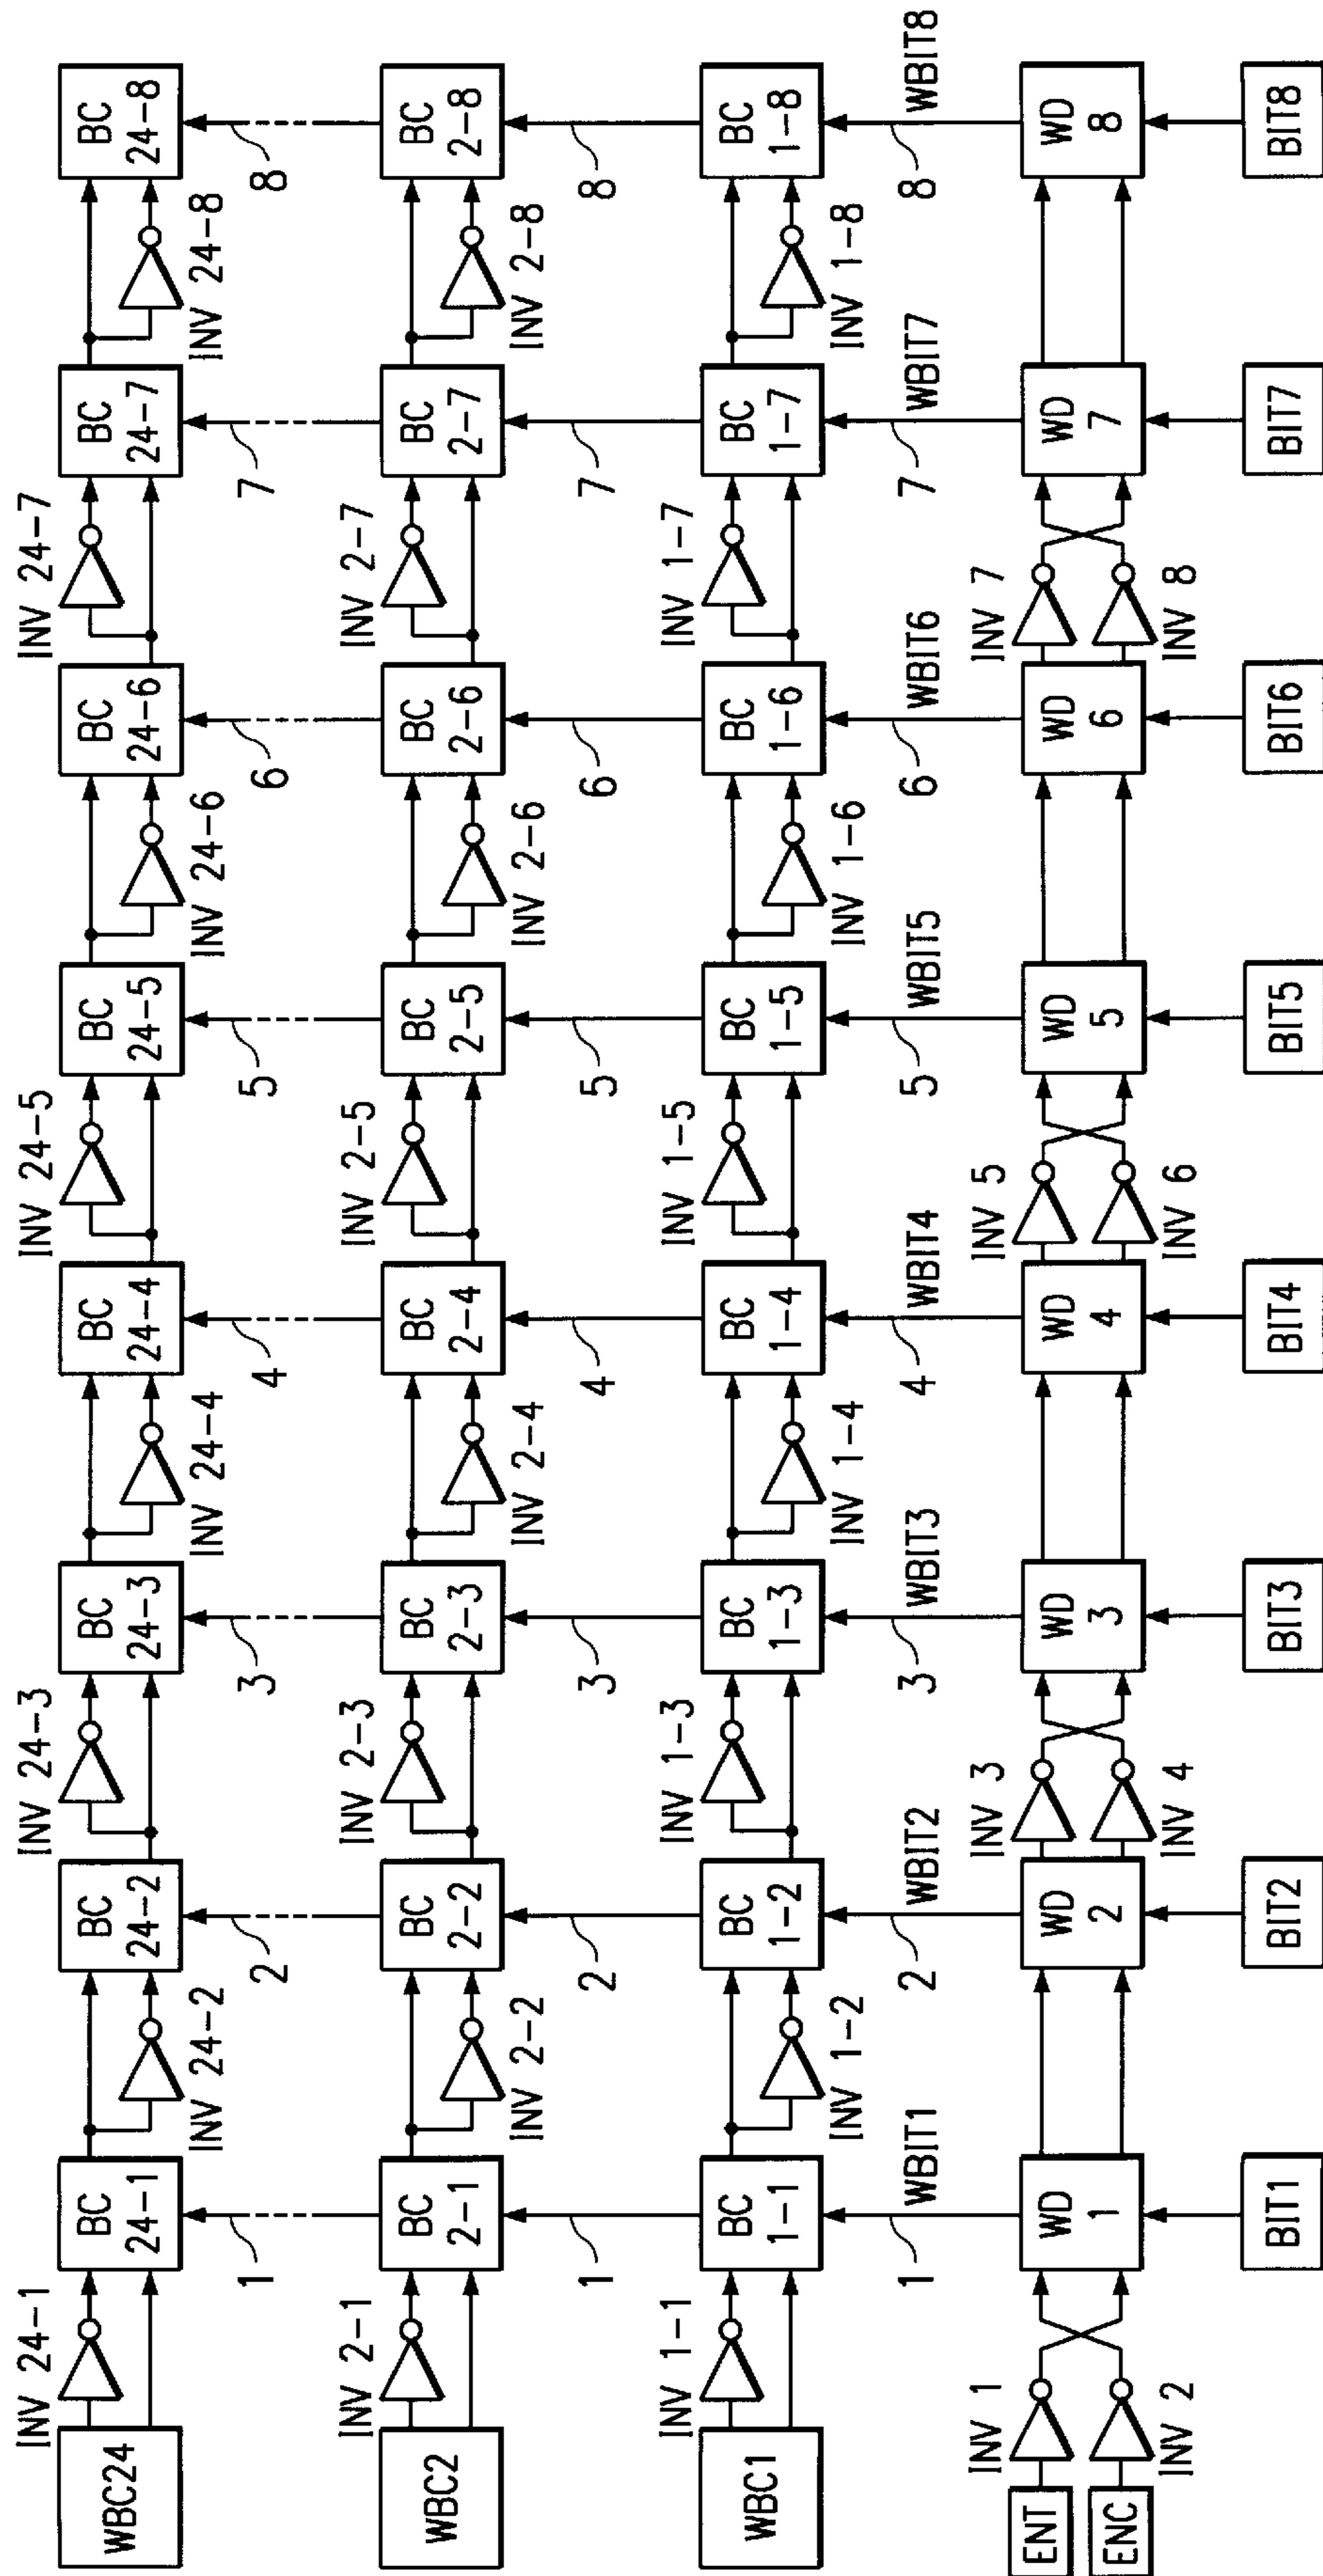 INV 24-1
INV 24-3
INV 24-5
INV 24-7
WBC24
BC
24-1
BC
24-2
BC
24-3
BC
24-4
BC
24-5
BC
24-6
BC
24-7
BC
24-8
INV 24-2
INV 24-4
INV 24-6
INV 24-8
1
2
3
4
5
6
7
8
INV 2-1
INV 2-3
INV 2-5
INV 2-7
WBC2
BC
2-1
BC
2-2
BC
2-3
BC
2-4
BC
2-5
BC
2-6
BC
2-7
BC
2-8
INV 2-2
INV 2-4
INV 2-6
INV 2-8
1
2
3
4
5
6
7
8
INV 1-1
INV 1-3
INV 1-5
INV 1-7
WBC1
BC
1-1
BC
1-2
BC
1-3
BC
1-4
BC
1-5
BC
1-6
BC
1-7
BC
1-8
INV 1-2
INV 1-4
INV 1-6
INV 1-8
1
WBIT1
2
WBIT2
3
WBIT3
4
WBIT4
5
WBIT5
6
WBIT6
7
WBIT7
8
WBIT8
INV 1
INV 3
INV 5
INV 7
ENT
ENC
WD
1
WD
2
WD
3
WD
4
WD
5
WD
6
WD
7
WD
8
INV 2
INV 4
INV 6
INV 8
BIT1
BIT2
BIT3
BIT4
BIT5
BIT6
BIT7
BIT8